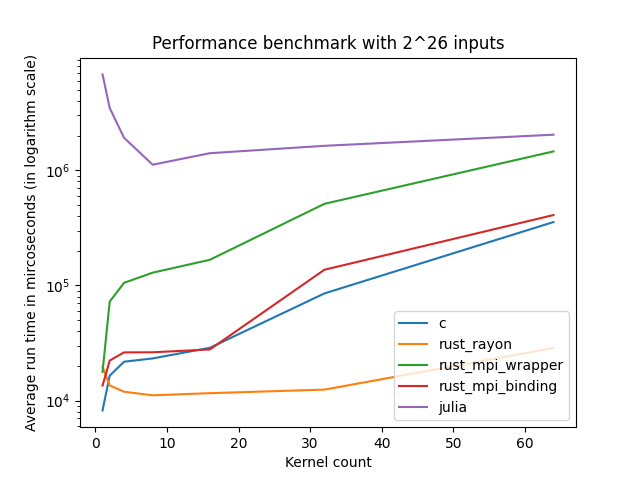 Performance benchmark with 2^26 inputs
Average run time in mircoseconds (in logarithm scale)
10^6
10^5
10^4
c
rust_rayon
rust_mpi_wrapper
rust_mpi_binding
julia
0 10 20 30 40 50 60
Kernel count